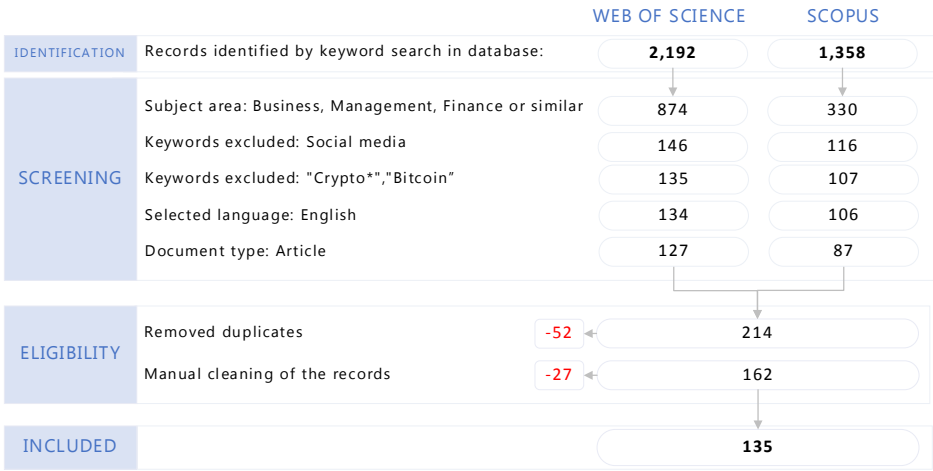 WEB OF SCIENCE SCOPUS
IDENTIFICATION Records identified by keyword search in database: 2,192 1,358
Subject area: Business, Management, Finance or similar 874 330
Keywords excluded: Social media 146 116
SCREENING Keywords excluded: "Crypto*","Bitcoin” 135 107
Selected language: English 134 106
Document type: Article 127 87
Removed duplicates -52 214
ELIGIBILITY
Manual cleaning of the records -27 162
INCLUDED 135